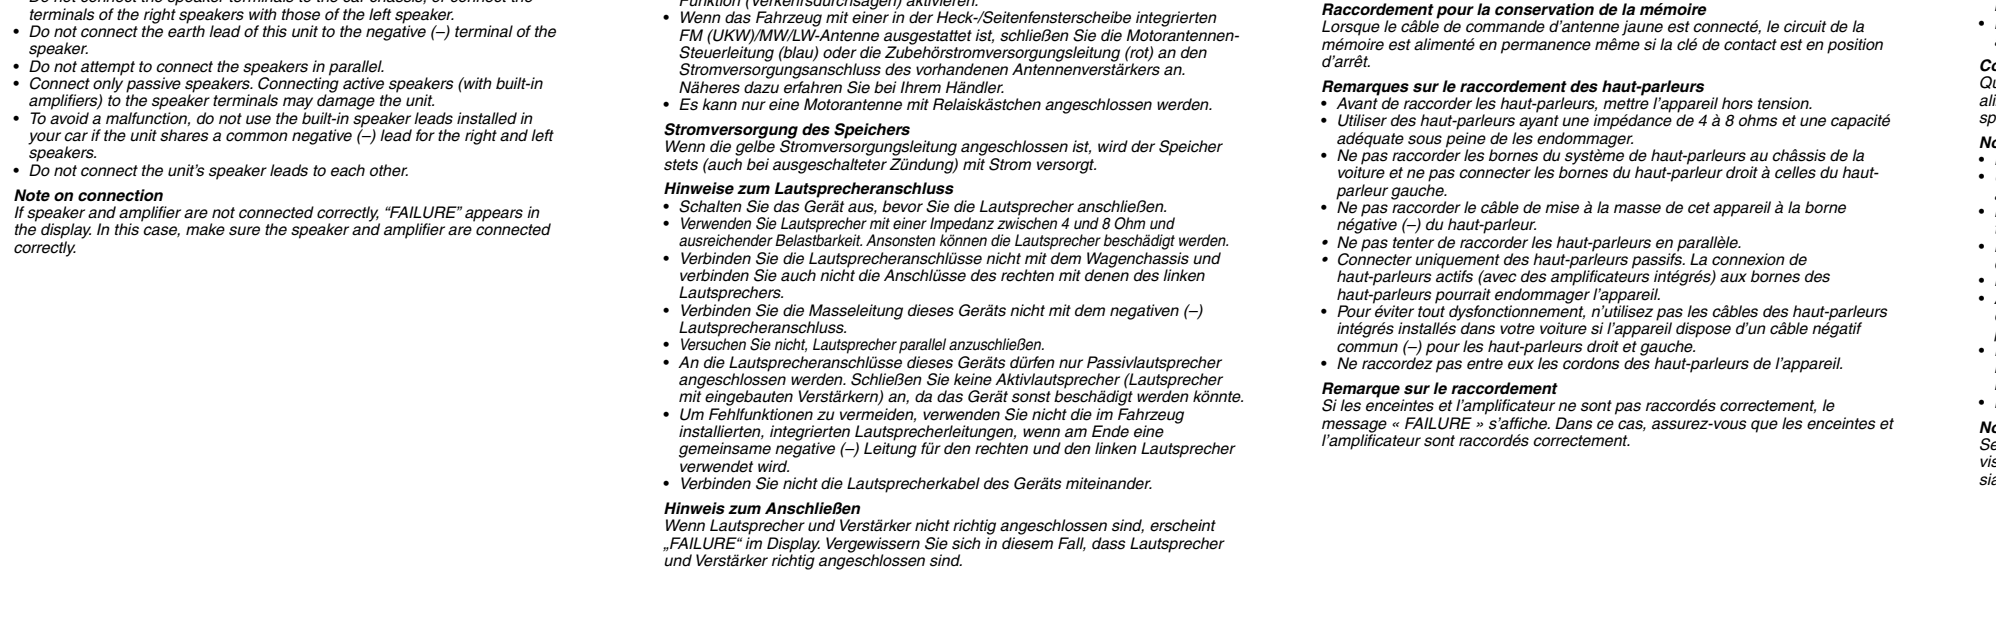 Do not connect the speaker terminals to the car chassis, or connect the
terminals of the right speakers with those of the left speaker.
• Do not connect the earth lead of this unit to the negative (–) terminal of the
speaker.
• Do not attempt to connect the speakers in parallel.
• Connect only passive speakers. Connecting active speakers (with built-in
amplifiers) to the speaker terminals may damage the unit.
• To avoid a malfunction, do not use the built-in speaker leads installed in
your car if the unit shares a common negative (–) lead for the right and left
speakers.
• Do not connect the unit’s speaker leads to each other.
Note on connection
If speaker and amplifier are not connected correctly, “FAILURE” appears in
the display. In this case, make sure the speaker and amplifier are connected
correctly.
Funktion (Verkehrsdurchsagen) aktivieren.
• Wenn das Fahrzeug mit einer in der Heck-/Seitenfensterscheibe integrierten
FM (UKW)/MW/LW-Antenne ausgestattet ist, schließen Sie die Motorantennen-
Steuerleitung (blau) oder die Zubehörstromversorgungsleitung (rot) an den
Stromversorgungsanschluss des vorhandenen Antennenverstärkers an.
Näheres dazu erfahren Sie bei Ihrem Händler.
• Es kann nur eine Motorantenne mit Relaiskästchen angeschlossen werden.
Stromversorgung des Speichers
Wenn die gelbe Stromversorgungsleitung angeschlossen ist, wird der Speicher
stets (auch bei ausgeschalteter Zündung) mit Strom versorgt.
Hinweise zum Lautsprecheranschluss
• Schalten Sie das Gerät aus, bevor Sie die Lautsprecher anschließen.
• Verwenden Sie Lautsprecher mit einer Impedanz zwischen 4 und 8 Ohm und
ausreichender Belastbarkeit. Ansonsten können die Lautsprecher beschädigt werden.
• Verbinden Sie die Lautsprecheranschlüsse nicht mit dem Wagenchassis und
verbinden Sie auch nicht die Anschlüsse des rechten mit denen des linken
Lautsprechers.
• Verbinden Sie die Masseleitung dieses Geräts nicht mit dem negativen (–)
Lautsprecheranschluss.
• Versuchen Sie nicht, Lautsprecher parallel anzuschließen.
• An die Lautsprecheranschlüsse dieses Geräts dürfen nur Passivlautsprecher
angeschlossen werden. Schließen Sie keine Aktivlautsprecher (Lautsprecher
mit eingebauten Verstärkern) an, da das Gerät sonst beschädigt werden könnte.
• Um Fehlfunktionen zu vermeiden, verwenden Sie nicht die im Fahrzeug
installierten, integrierten Lautsprecherleitungen, wenn am Ende eine
gemeinsame negative (–) Leitung für den rechten und den linken Lautsprecher
verwendet wird.
• Verbinden Sie nicht die Lautsprecherkabel des Geräts miteinander.
Hinweis zum Anschließen
Wenn Lautsprecher und Verstärker nicht richtig angeschlossen sind, erscheint
„FAILURE“ im Display. Vergewissern Sie sich in diesem Fall, dass Lautsprecher
und Verstärker richtig angeschlossen sind.
Raccordement pour la conservation de la mémoire
Lorsque le câble de commande d’antenne jaune est connecté, le circuit de la
mémoire est alimenté en permanence même si la clé de contact est en position
d’arrêt.
Remarques sur le raccordement des haut-parleurs
• Avant de raccorder les haut-parleurs, mettre l’appareil hors tension.
• Utiliser des haut-parleurs ayant une impédance de 4 à 8 ohms et une capacité
adéquate sous peine de les endommager.
• Ne pas raccorder les bornes du système de haut-parleurs au châssis de la
voiture et ne pas connecter les bornes du haut-parleur droit à celles du haut-
parleur gauche.
• Ne pas raccorder le câble de mise à la masse de cet appareil à la borne
négative (–) du haut-parleur.
• Ne pas tenter de raccorder les haut-parleurs en parallèle.
• Connecter uniquement des haut-parleurs passifs. La connexion de
haut-parleurs actifs (avec des amplificateurs intégrés) aux bornes des
haut-parleurs pourrait endommager l’appareil.
• Pour éviter tout dysfonctionnement, n’utilisez pas les câbles des haut-parleurs
intégrés installés dans votre voiture si l’appareil dispose d’un câble négatif
commun (–) pour les haut-parleurs droit et gauche.
• Ne raccordez pas entre eux les cordons des haut-parleurs de l’appareil.
Remarque sur le raccordement
Si les enceintes et l’amplificateur ne sont pas raccordés correctement, le
message « FAILURE » s’affiche. Dans ce cas, assurez-vous que les enceintes et
l’amplificateur sont raccordés correctement.